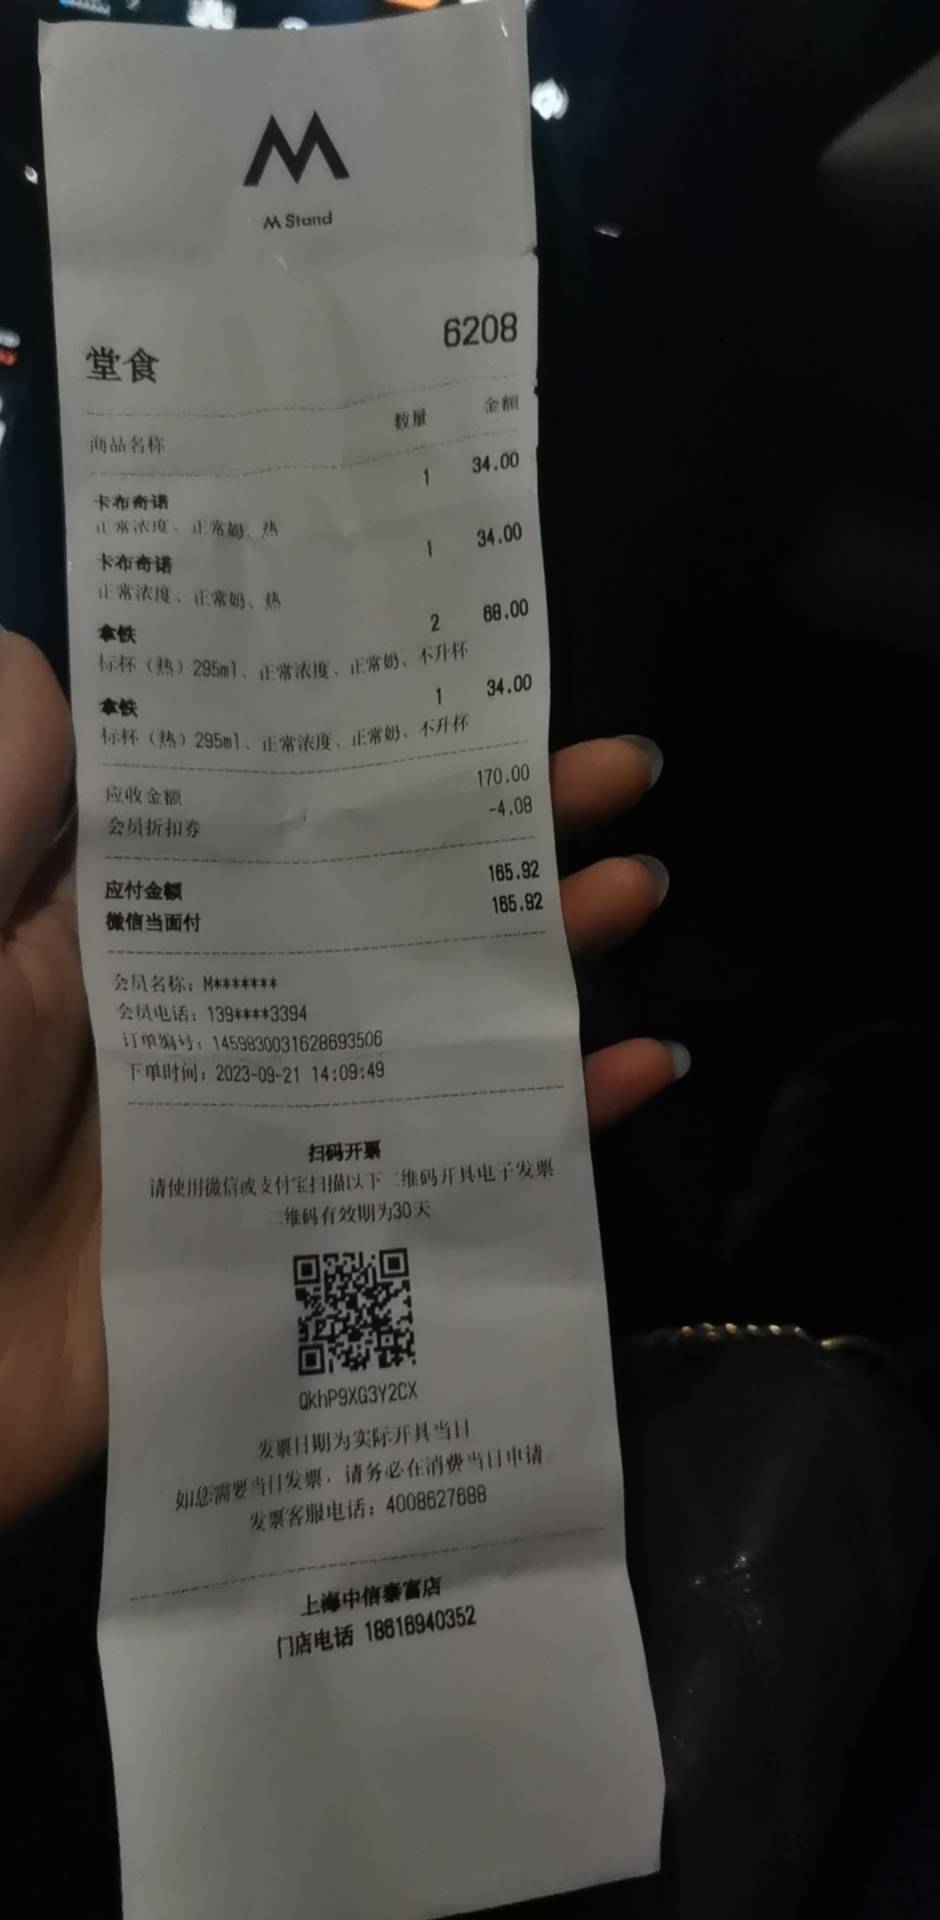 M Stand
6208
堂食
商品名称 数量 金额
卡布奇诺 1 34.00
正常浓度、正常奶、热
卡布奇诺 1 34.00
正常浓度、正常奶、热
拿铁 2 68.00
标杯（热）295ml、正常浓度、正常奶、不升杯
拿铁 1 34.00
标杯（热）295ml、正常浓度、正常奶、不升杯
应收金额 170.00
会员折扣券 -4.08
应付金额 165.92
微信当面付 165.92
会员名称：M*******
会员电话：139****3394
订单编号：1459830031628693506
下单时间：2023-09-21 14:09:49
扫码开票
请使用微信或支付宝扫描以下二维码开具电子发票
二维码有效期为30天
QkhP9XG3Y2CX
发票日期为实际开具当日
如您需要当日发票，请务必在消费当日申请。
发票客服电话：4008627688
上海中信泰富店
门店电话 18616940352